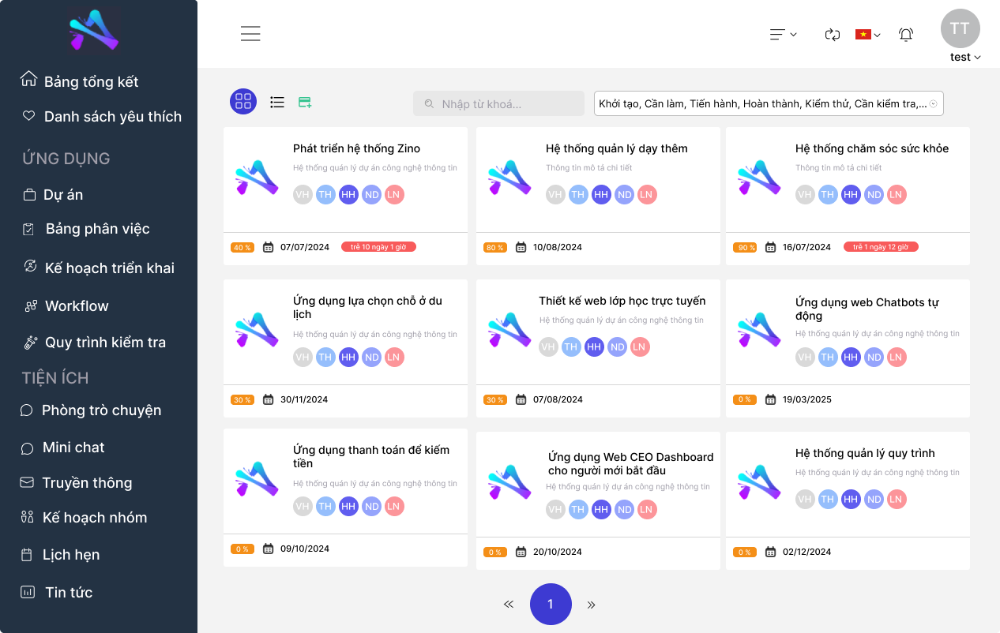 TT
test
Bảng tổng kết
Danh sách yêu thích
ỨNG DỤNG
Dự án
Bảng phân việc
Kế hoạch triển khai
Workflow
Quy trình kiểm tra
TIỆN ÍCH
Phòng trò chuyện
Mini chat
Truyền thông
Kế hoạch nhóm
Lịch hẹn
Tin tức
Nhập từ khoá...
Khởi tạo, Cần làm, Tiến hành, Hoàn thành, Kiểm thử, Cần kiểm tra,...
Phát triển hệ thống Zino
Hệ thống quản lý dự án công nghệ thông tin
VH TH HH ND LN
40 % 07/07/2024 trễ 10 ngày 1 giờ
Hệ thống quản lý dạy thêm
Thông tin mô tả chi tiết
VH TH HH ND LN
80 % 10/08/2024
Hệ thống chăm sóc sức khỏe
Thông tin mô tả chi tiết
VH TH HH ND LN
90 % 16/07/2024 trễ 1 ngày 12 giờ
Ứng dụng lựa chọn chỗ ở du
lịch
Hệ thống quản lý dự án công nghệ thông tin
VH TH HH ND LN
30 % 30/11/2024
Thiết kế web lớp học trực tuyến
Hệ thống quản lý dự án công nghệ thông tin
VH TH HH ND LN
30 % 07/08/2024
Ứng dụng web Chatbots tự
động
Hệ thống quản lý dự án công nghệ thông tin
VH TH HH ND LN
0 % 19/03/2025
Ứng dụng thanh toán để kiếm
tiền
Hệ thống quản lý dự án công nghệ thông tin
VH TH HH ND LN
0 % 09/10/2024
Ứng dụng Web CEO Dashboard
cho người mới bắt đầu
Hệ thống quản lý dự án công nghệ thông tin
VH TH HH ND LN
0 % 20/10/2024
Hệ thống quản lý quy trình
Hệ thống quản lý dự án công nghệ thông tin
VH TH HH ND LN
0 % 02/12/2024
« 1 »